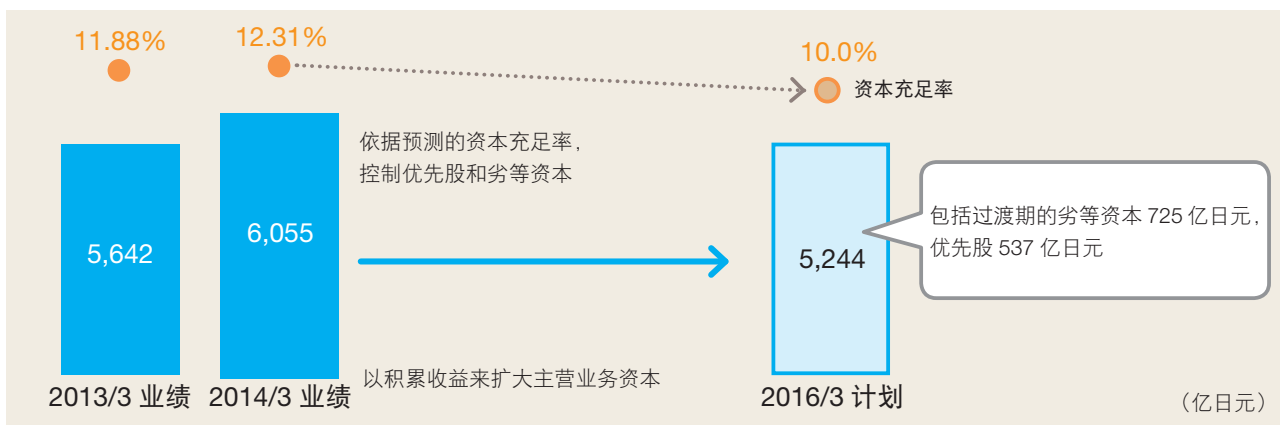 11.88%
12.31%
10.0%
资本充足率
依据预测的资本充足率，
控制优先股和劣等资本
包括过渡期的劣等资本 725 亿日元，
优先股 537 亿日元
5,642
6,055
5,244
以积累收益来扩大主营业务资本
2013/3 业绩
2014/3 业绩
2016/3 计划
（亿日元）